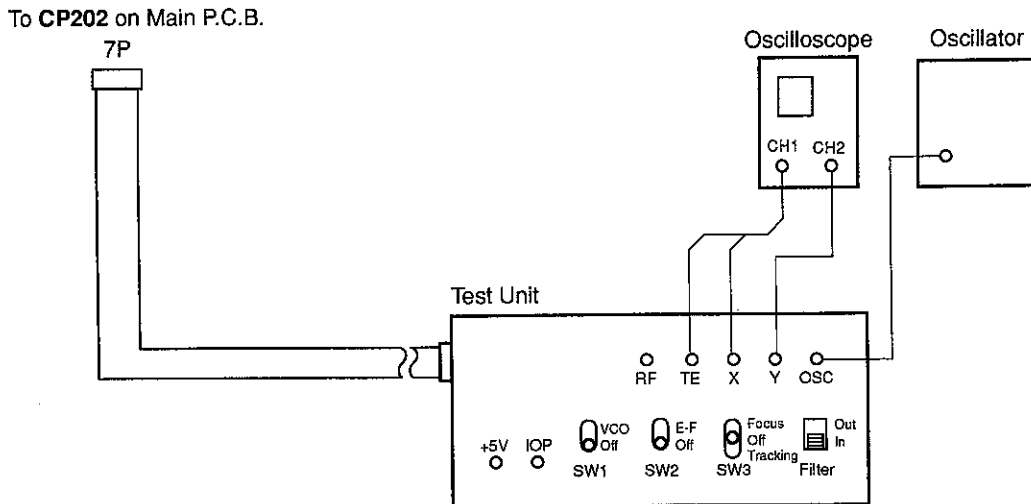 To CP202 on Main P.C.B.
7P
Oscilloscope
Oscillator
CH1 CH2
Test Unit
RF TE X Y OSC
+5V IOP
VCO
Off
SW1
E-F
Off
SW2
Focus
Off
Tracking
SW3
Out
In
Filter